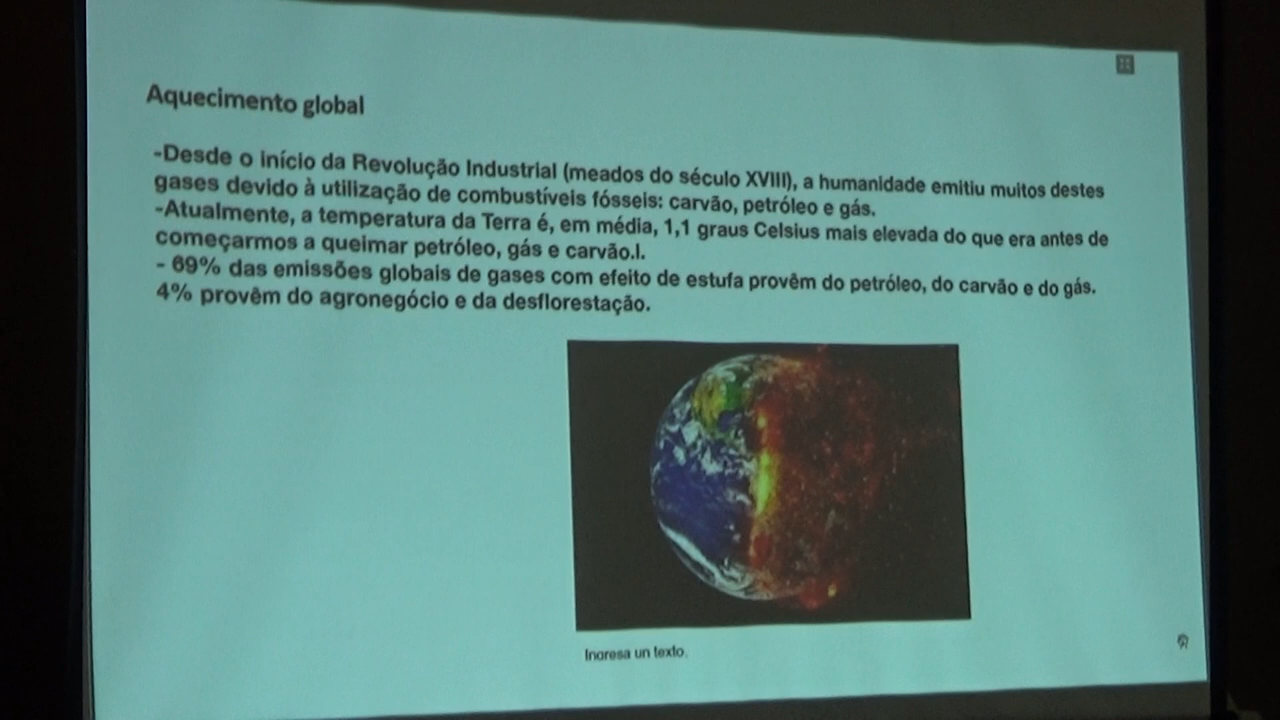 Aquecimento global
-Desde o início da Revolução Industrial (meados do século XVIII), a humanidade emitiu muitos destes
gases devido à utilização de combustíveis fósseis: carvão, petróleo e gás.
-Atualmente, a temperatura da Terra é, em média, 1,1 graus Celsius mais elevada do que era antes de
começarmos a queimar petróleo, gás e carvão.l.
- 69% das emissões globais de gases com efeito de estufa provêm do petróleo, do carvão e do gás.
4% provêm do agronegócio e da desflorestação.
Ingresa un texto.